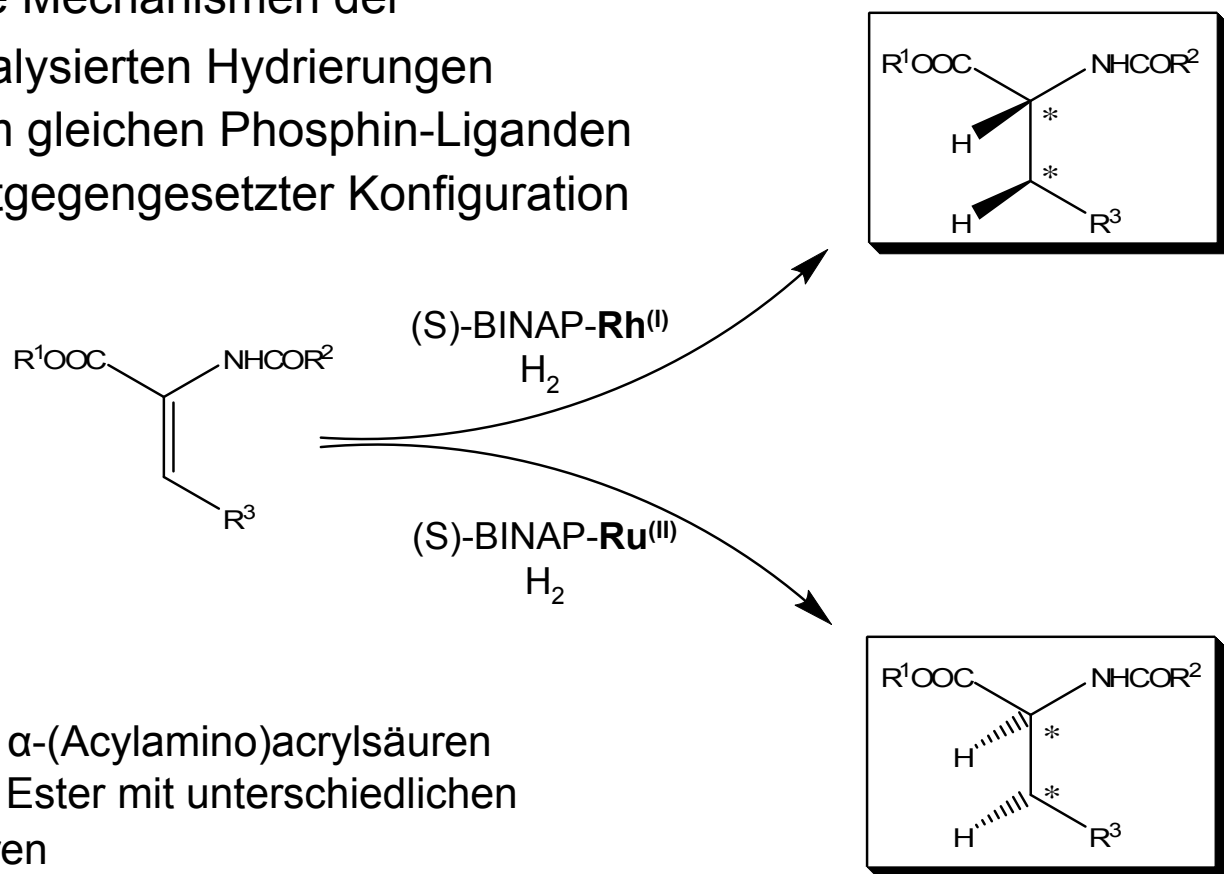 Mechanismen der
alysierten Hydrierungen
gleichen Phosphin-Liganden
tgegengesetzter Konfiguration
R¹OOC NHCOR²
*
H
*
H R³
(S)-BINAP-Rh(I)
H₂
R¹OOC NHCOR²
R³
(S)-BINAP-Ru(II)
H₂
R¹OOC NHCOR²
*
H
*
H R³
α-(Acylamino)acrylsäuren
Ester mit unterschiedlichen
en